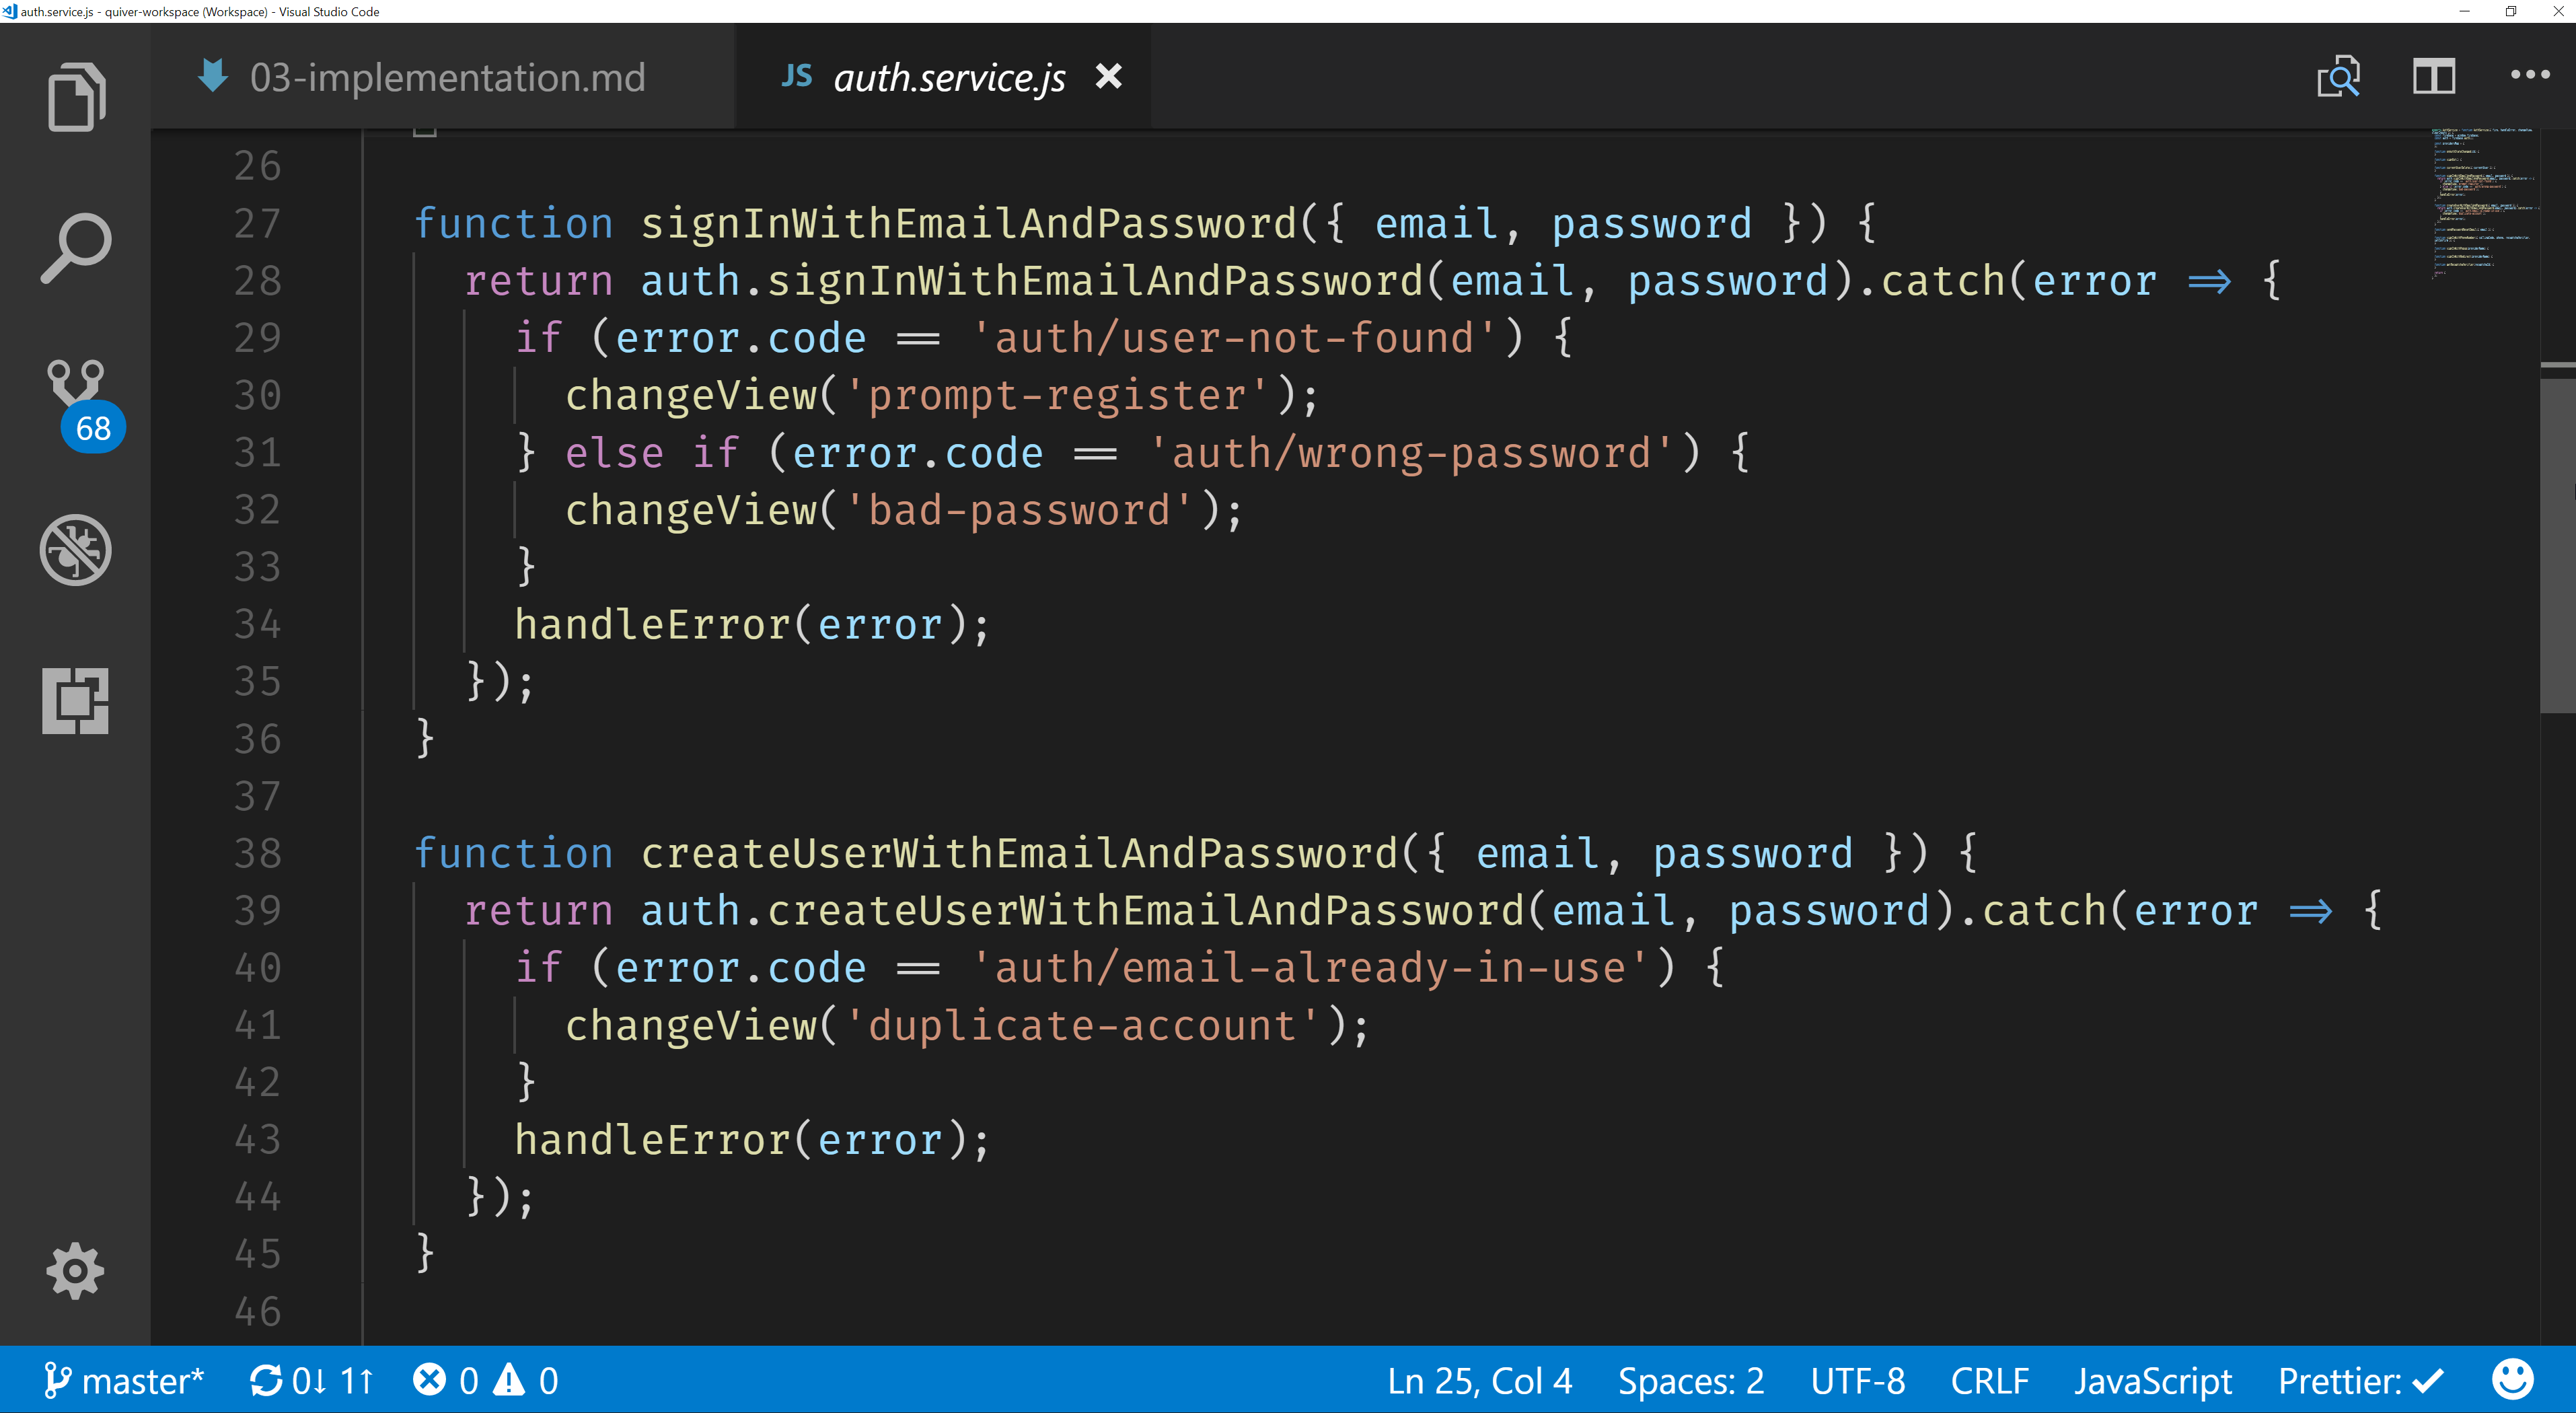 auth.service.js - quiver-workspace (Workspace) - Visual Studio Code
03-implementation.md
JS auth.service.js
68
26
27 function signInWithEmailAndPassword({ email, password }) {
28 return auth.signInWithEmailAndPassword(email, password).catch(error => {
29 if (error.code == 'auth/user-not-found') {
30 changeView('prompt-register');
31 } else if (error.code == 'auth/wrong-password') {
32 changeView('bad-password');
33 }
34 handleError(error);
35 });
36 }
37
38 function createUserWithEmailAndPassword({ email, password }) {
39 return auth.createUserWithEmailAndPassword(email, password).catch(error => {
40 if (error.code == 'auth/email-already-in-use') {
41 changeView('duplicate-account');
42 }
43 handleError(error);
44 });
45 }
46
master* 0↓ 1↑ 0 0 Ln 25, Col 4 Spaces: 2 UTF-8 CRLF JavaScript Prettier: ✓